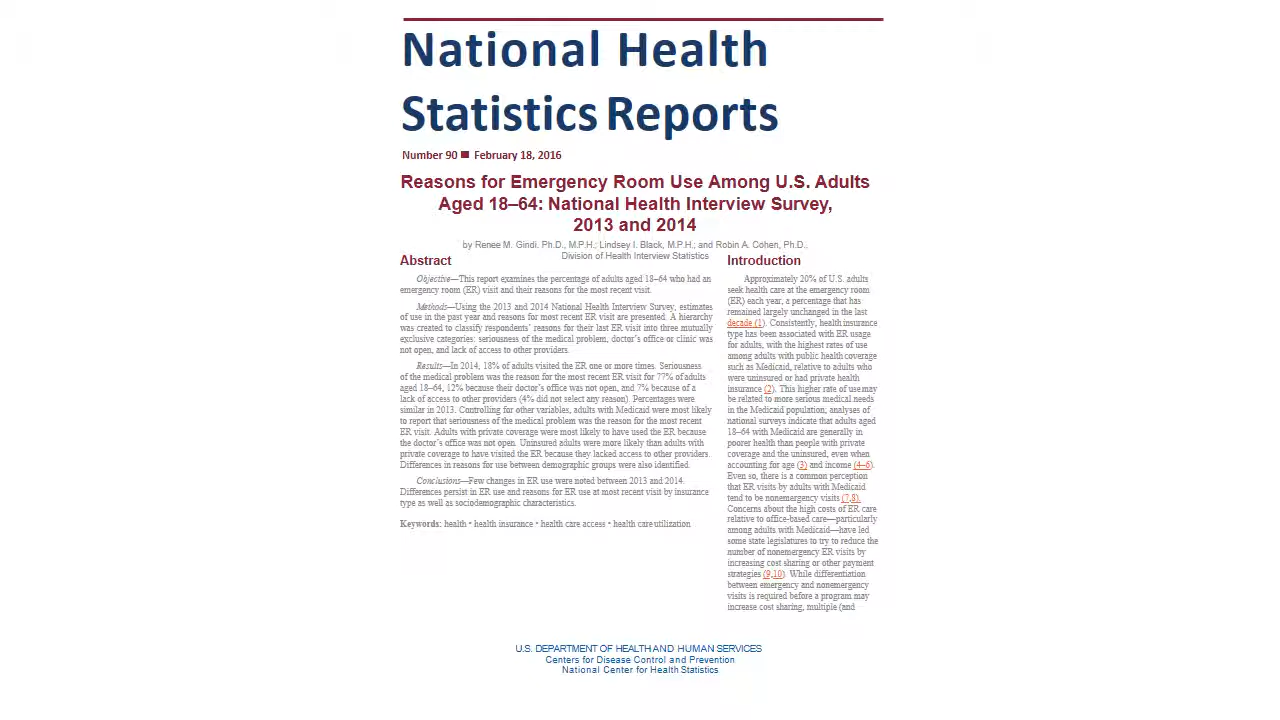 National Health
Statistics Reports
Number 90 ■ February 18, 2016
Reasons for Emergency Room Use Among U.S. Adults
Aged 18–64: National Health Interview Survey,
2013 and 2014
by Renee M. Gindi. Ph.D., M.P.H.; Lindsey I. Black, M.P.H.; and Robin A. Cohen, Ph.D.,
Division of Health Interview Statistics
Abstract
Objective—This report examines the percentage of adults aged 18–64 who had an
emergency room (ER) visit and their reasons for the most recent visit.
Methods—Using the 2013 and 2014 National Health Interview Survey, estimates
of use in the past year and reasons for most recent ER visit are presented. A hierarchy
was created to classify respondents' reasons for their last ER visit into three mutually
exclusive categories: seriousness of the medical problem, doctor's office or clinic was
not open, and lack of access to other providers.
Results—In 2014, 18% of adults visited the ER one or more times. Seriousness
of the medical problem was the reason for the most recent ER visit for 77% of adults
aged 18–64, 12% because their doctor's office was not open, and 7% because of a
lack of access to other providers (4% did not select any reason). Percentages were
similar in 2013. Controlling for other variables, adults with Medicaid were most likely
to report that seriousness of the medical problem was the reason for the most recent
ER visit. Adults with private coverage were most likely to have used the ER because
the doctor's office was not open. Uninsured adults were more likely than adults with
private coverage to have visited the ER because they lacked access to other providers.
Differences in reasons for use between demographic groups were also identified.
Conclusions—Few changes in ER use were noted between 2013 and 2014.
Differences persist in ER use and reasons for ER use at most recent visit by insurance
type as well as sociodemographic characteristics.
Keywords: health • health insurance • health care access • health care utilization
Introduction
Approximately 20% of U.S. adults
seek health care at the emergency room
(ER) each year, a percentage that has
remained largely unchanged in the last
decade (1). Consistently, health insurance
type has been associated with ER usage
for adults, with the highest rates of use
among adults with public health coverage
such as Medicaid, relative to adults who
were uninsured or had private health
insurance (2). This higher rate of use may
be related to more serious medical needs
in the Medicaid population; analyses of
national surveys indicate that adults aged
18–64 with Medicaid are generally in
poorer health than people with private
coverage and the uninsured, even when
accounting for age (3) and income (4–6).
Even so, there is a common perception
that ER visits by adults with Medicaid
tend to be nonemergency visits (7,8).
Concerns about the high costs of ER care
relative to office-based care—particularly
among adults with Medicaid—have led
some state legislatures to try to reduce the
number of nonemergency ER visits by
increasing cost sharing or other payment
strategies (9,10). While differentiation
between emergency and nonemergency
visits is required before a program may
increase cost sharing, multiple (and
U.S. DEPARTMENT OF HEALTH AND HUMAN SERVICES
Centers for Disease Control and Prevention
National Center for Health Statistics